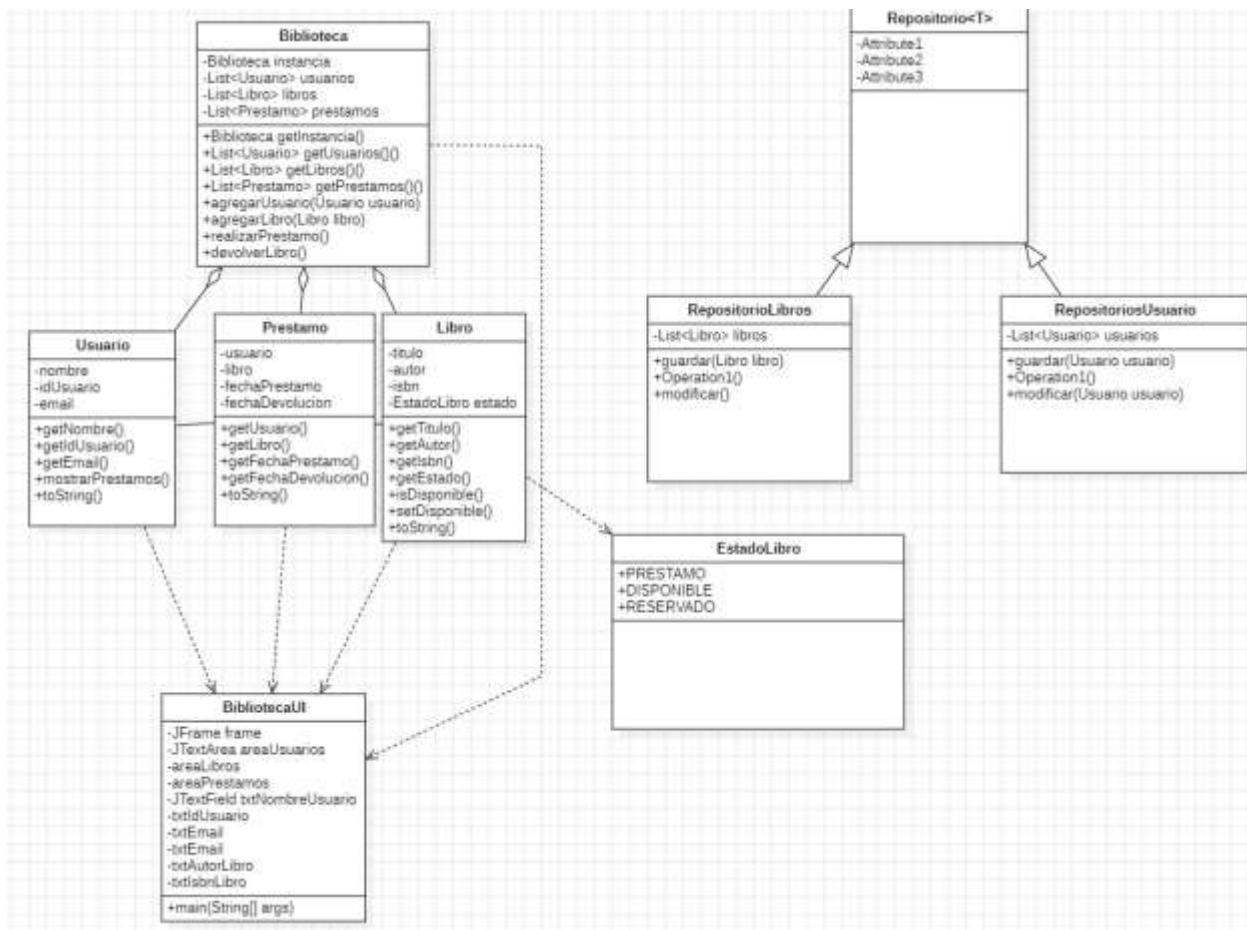 Biblioteca
-Biblioteca instancia
-List<Usuario> usuarios
-List<Libro> libros
-List<Prestamo> prestamos
+Biblioteca getInstancia()
+List<Usuario> getUsuarios()()
+List<Libro> getLibros()()
+List<Prestamo> getPrestamos()()
+agregarUsuario(Usuario usuario)
+agregarLibro(Libro libro)
+realizarPrestamo()
+devolverLibro()
Repositorio<T>
-Attribute1
-Attribute2
-Attribute3
Usuario
-nombre
-idUsuario
-email
+getNombre()
+getIdUsuario()
+getEmail()
+mostrarPrestamos()
+toString()
Prestamo
-usuario
-libro
-fechaPrestamo
-fechaDevolucion
+getUsuario()
+getLibro()
+getFechaPrestamo()
+getFechaDevolucion()
+toString()
Libro
-titulo
-autor
-isbn
-EstadoLibro estado
+getTitulo()
+getAutor()
+getIsbn()
+getEstado()
+isDisponible()
+setDisponible()
+toString()
RepositorioLibros
-List<Libro> libros
+guardar(Libro libro)
+Operation1()
+modificar()
RepositoriosUsuario
-List<Usuario> usuarios
+guardar(Usuario usuario)
+Operation1()
+modificar(Usuario usuario)
EstadoLibro
+PRESTAMO
+DISPONIBLE
+RESERVADO
BibliotecaUI
-JFrame frame
-JTextArea areaUsuarios
-areaLibros
-areaPrestamos
-JTextField txtNombreUsuario
-txtIdUsuario
-txtEmail
-txtEmail
-txtAutorLibro
-txtIsbnLibro
+main(String[] args)